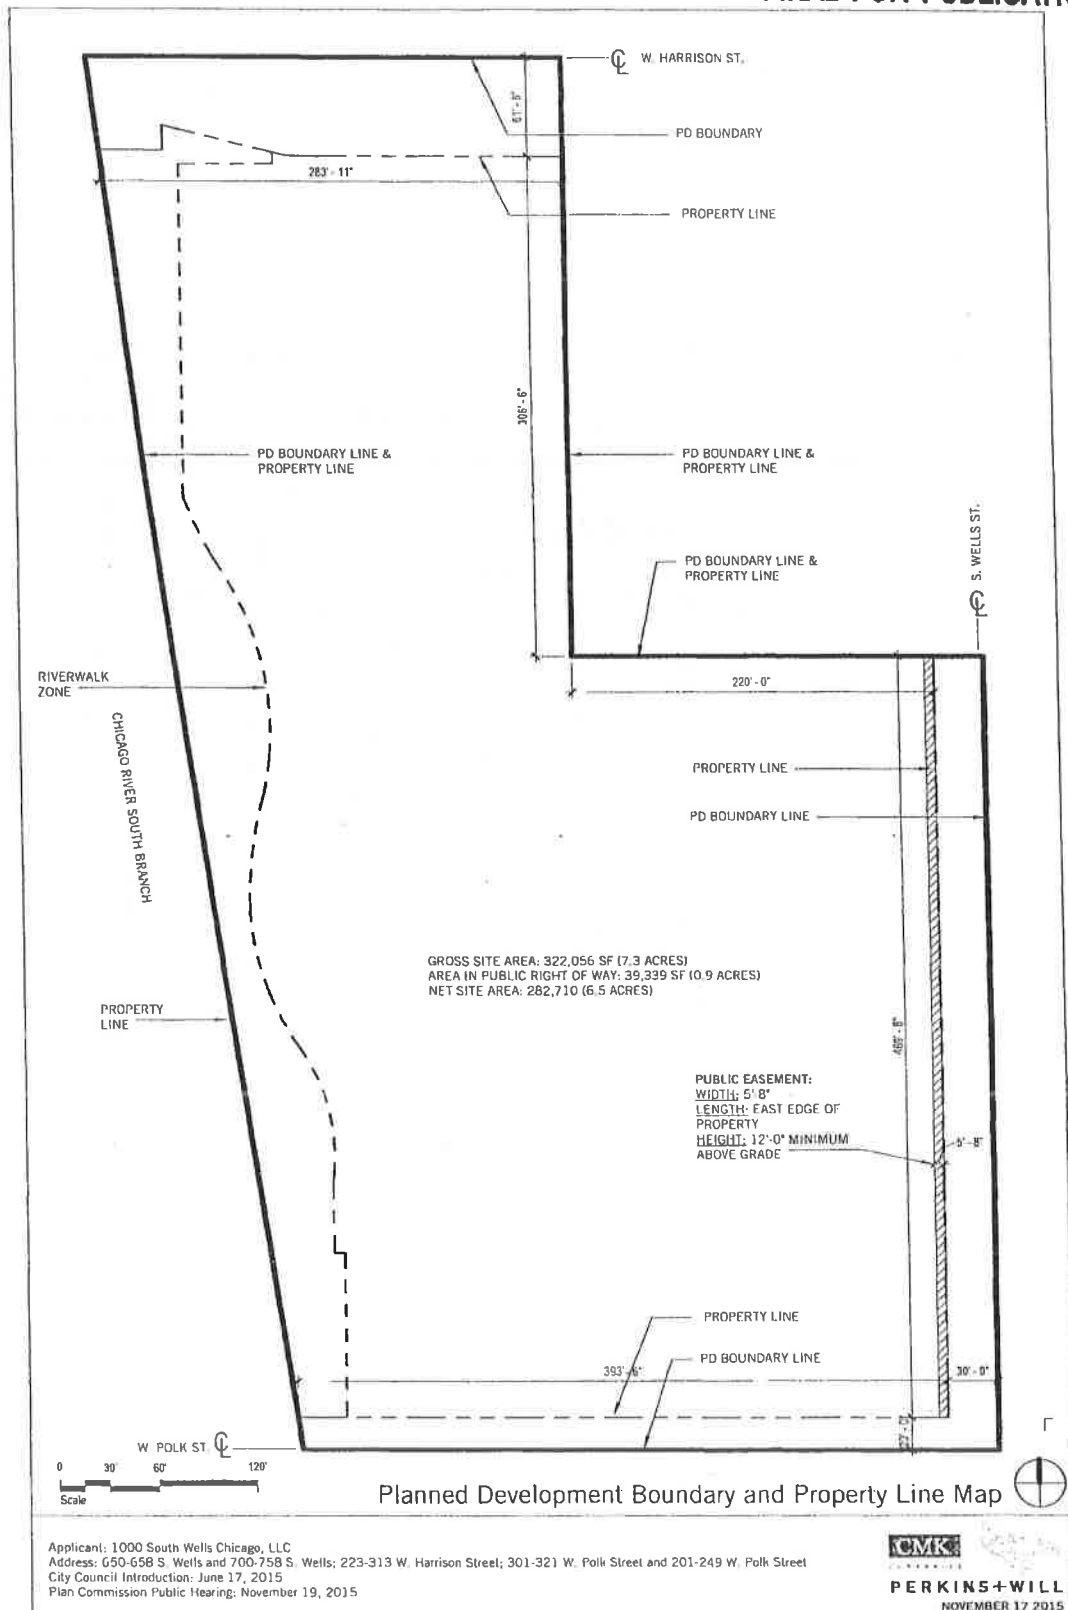 W. HARRISON ST.
PD BOUNDARY
61'-8"
283'-11"
PROPERTY LINE
306'-6"
PD BOUNDARY LINE &
PROPERTY LINE
PD BOUNDARY LINE &
PROPERTY LINE
PD BOUNDARY LINE &
PROPERTY LINE
S. WELLS ST.
RIVERWALK
ZONE
220'-0"
CHICAGO RIVER SOUTH BRANCH
PROPERTY LINE
PD BOUNDARY LINE
GROSS SITE AREA: 322,056 SF (7.3 ACRES)
AREA IN PUBLIC RIGHT OF WAY: 39,339 SF (0.9 ACRES)
NET SITE AREA: 282,710 (6.5 ACRES)
PROPERTY
LINE
PUBLIC EASEMENT:
WIDTH: 5'-8"
LENGTH: EAST EDGE OF
PROPERTY
HEIGHT: 12'-0" MINIMUM
ABOVE GRADE
5'-8"
PROPERTY LINE
PD BOUNDARY LINE
393'-6"
30'-0"
W. POLK ST.
0 30' 60' 120'
Scale
Planned Development Boundary and Property Line Map
Applicant: 1000 South Wells Chicago, LLC
Address: 650-658 S. Wells and 700-758 S. Wells; 223-313 W. Harrison Street; 301-321 W. Polk Street and 201-249 W. Polk Street
City Council Introduction: June 17, 2015
Plan Commission Public Hearing: November 19, 2015
CMK
PERKINS+WILL
NOVEMBER 17 2015